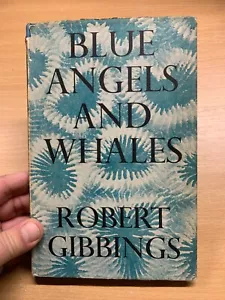 BLUE
ANGELS
AND
WHALES
ROBERT
GIBBINGS